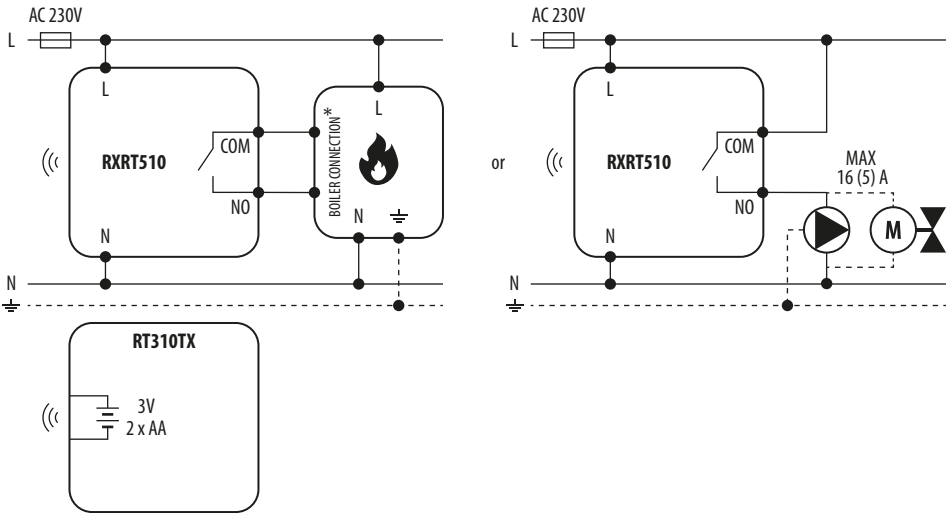 AC 230V
L
L
RXRT510
COM
NO
N
BOILER CONNECTION*
L
N
N
or
AC 230V
L
L
RXRT510
COM
NO
N
MAX
16 (5) A
M
N
RT310TX
3V
2 x AA